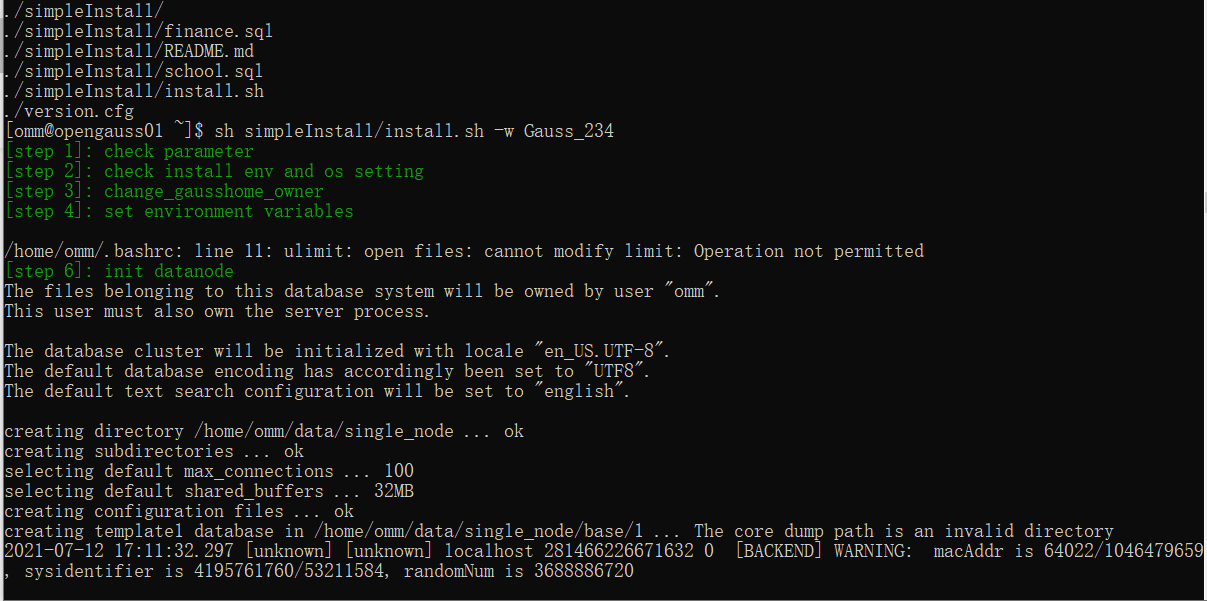 ./simpleInstall/
./simpleInstall/finance.sql
./simpleInstall/README.md
./simpleInstall/school.sql
./simpleInstall/install.sh
./version.cfg
[omm@opengauss01 ~]$ sh simpleInstall/install.sh -w Gauss_234
[step 1]: check parameter
[step 2]: check install env and os setting
[step 3]: change_gausshome_owner
[step 4]: set environment variables
/home/omm/.bashrc: line 11: ulimit: open files: cannot modify limit: Operation not permitted
[step 6]: init datanode
The files belonging to this database system will be owned by user "omm".
This user must also own the server process.
The database cluster will be initialized with locale "en_US.UTF-8".
The default database encoding has accordingly been set to "UTF8".
The default text search configuration will be set to "english".
creating directory /home/omm/data/single_node ... ok
creating subdirectories ... ok
selecting default max_connections ... 100
selecting default shared_buffers ... 32MB
creating configuration files ... ok
creating template1 database in /home/omm/data/single_node/base/1 ... The core dump path is an invalid directory
2021-07-12 17:11:32.297 [unknown] [unknown] localhost 281466226671632 0  [BACKEND] WARNING:  macAddr is 64022/1046479659
, sysidentifier is 4195761760/53211584, randomNum is 3688886720